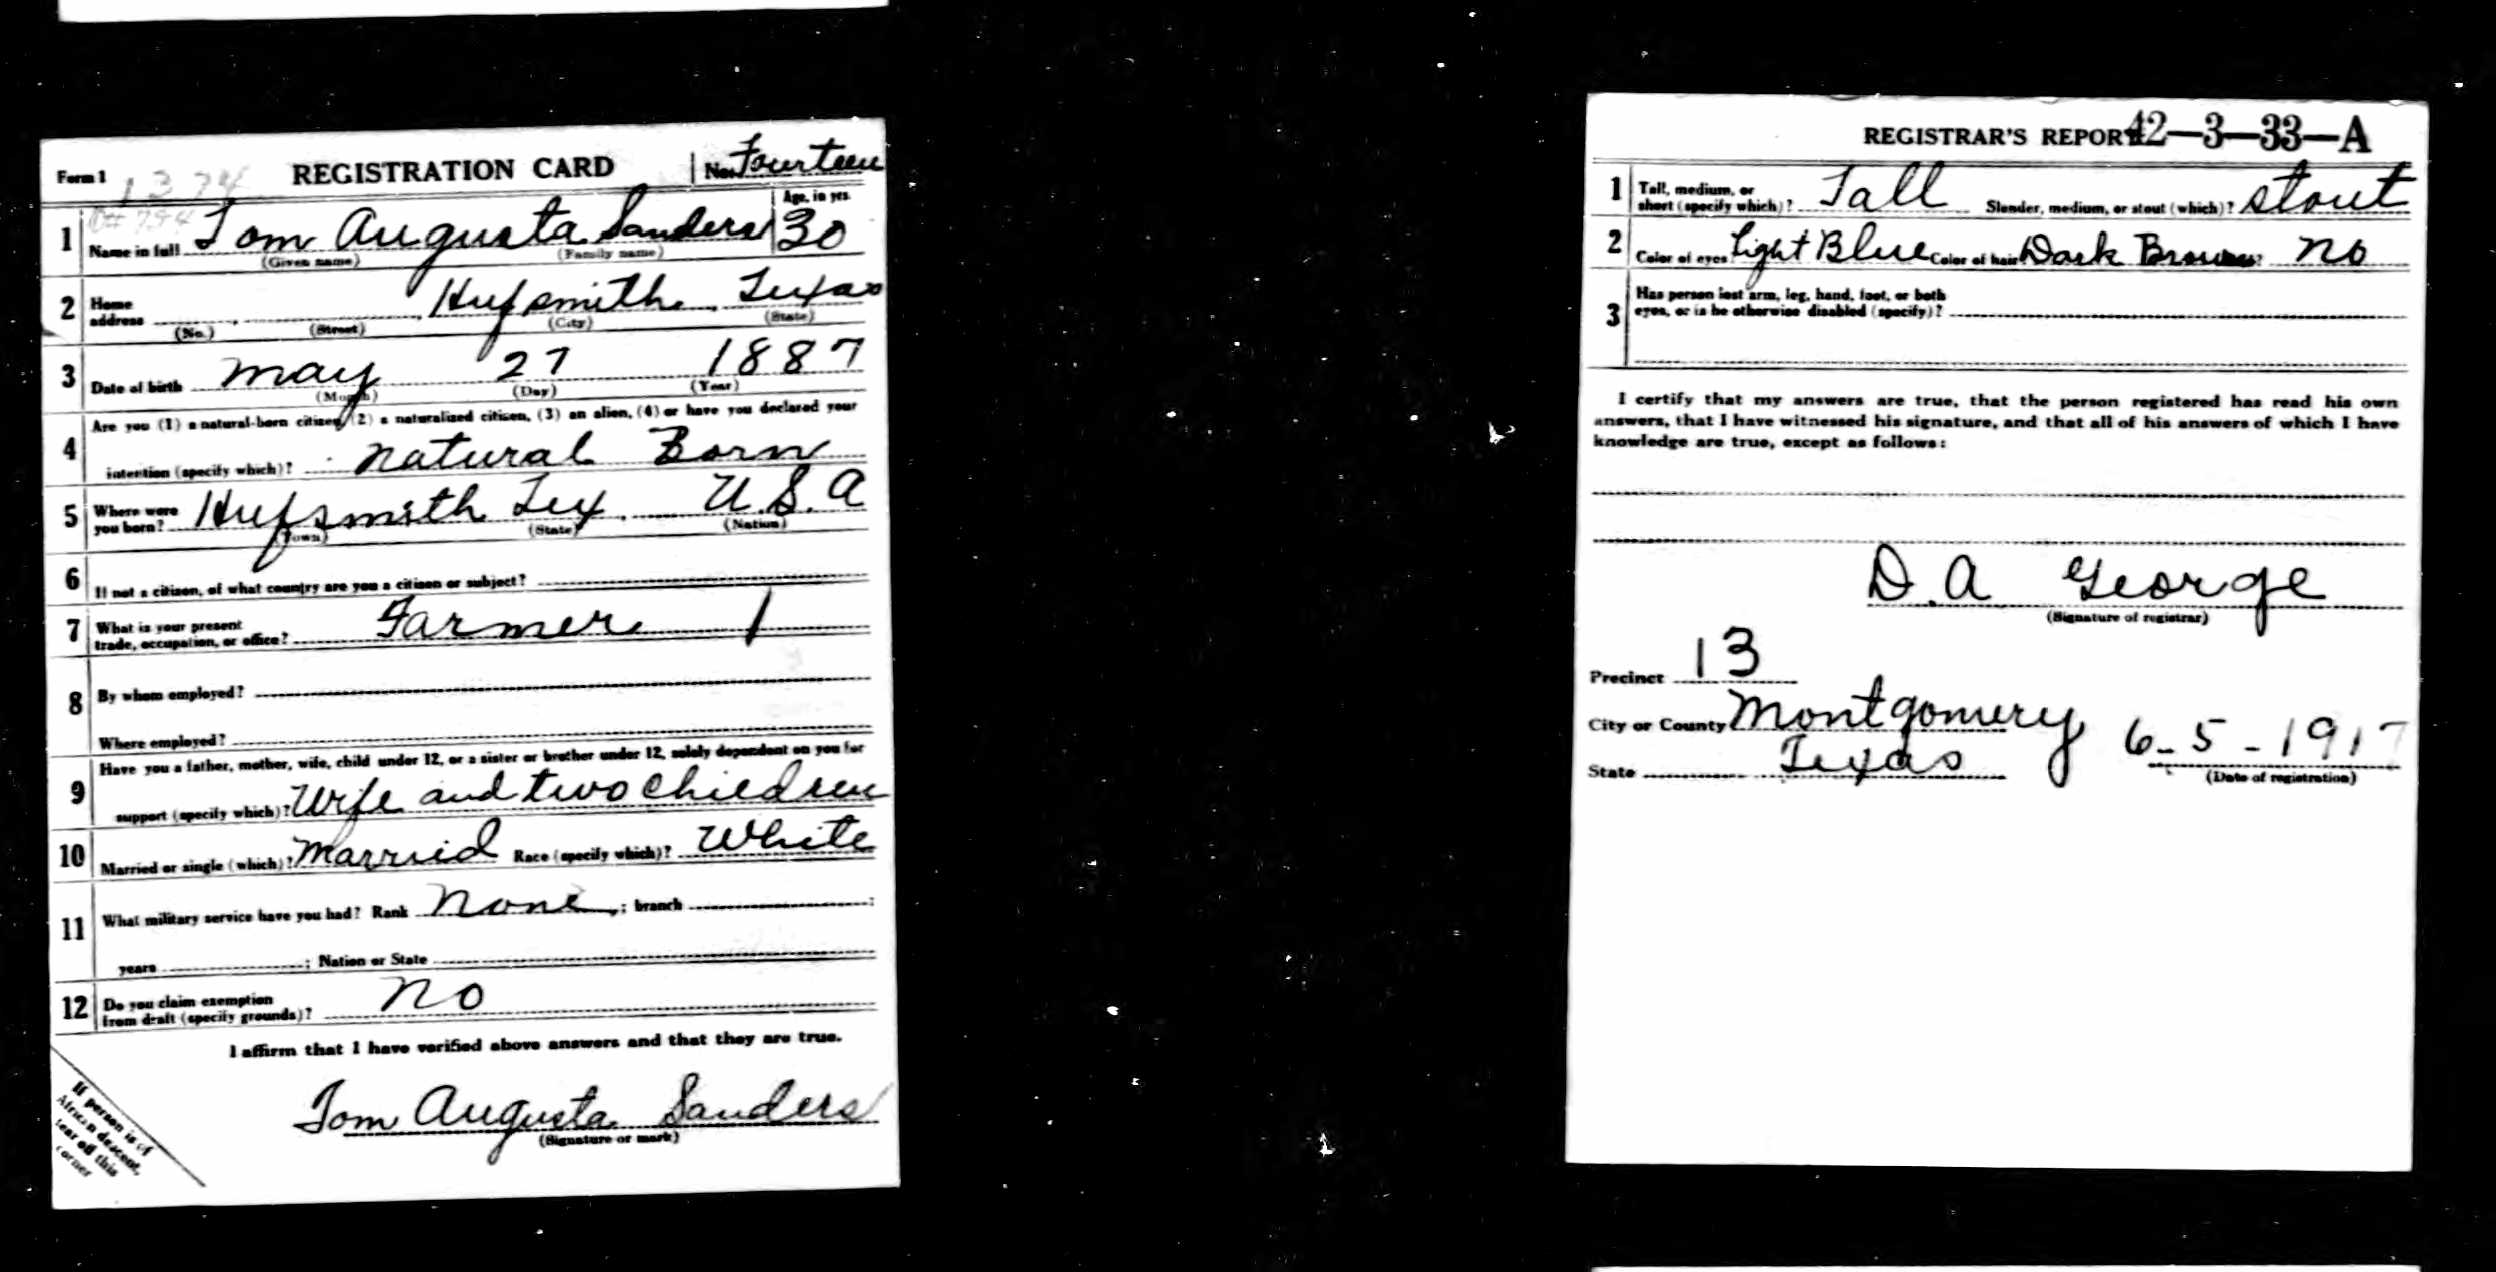 Form 1 1374 REGISTRATION CARD No. Fourteen
Age, in yrs.
1 Name in full Tom Augusta Sanders 30
(Given name) (Family name)
2 Home address Hufsmith, Texas
(No.) (Street) (City) (State)
3 Date of birth May 27 1887
(Month) (Day) (Year)
4 Are you (1) a natural-born citizen, (2) a naturalized citizen, (3) an alien, (4) or have you declared your
intention (specify which)? natural Born
5 Where were you born? Hufsmith Tex. U.S.A
(Town) (State) (Nation)
6 If not a citizen, of what country are you a citizen or subject?
7 What is your present trade, occupation, or office? Farmer 1
8 By whom employed?
Where employed?
9 Have you a father, mother, wife, child under 12, or a sister or brother under 12, solely dependent on you for
support (specify which)? Wife and two children
10 Married or single (which)? Married Race (specify which)? White
11 What military service have you had? Rank None; branch ;
years ; Nation or State
12 Do you claim exemption from draft (specify grounds)? No
I affirm that I have verified above answers and that they are true.
Tom Augusta Sanders
(Signature or mark)
If person is of
African descent,
tear off this
corner
REGISTRAR'S REPORT 42-3-33-A
1 Tall, medium, or short (specify which)? Tall Slender, medium, or stout (which)? stout
2 Color of eyes Light Blue Color of hair Dark Brown ? No
3 Has person lost arm, leg, hand, foot, or both
eyes, or is he otherwise disabled (specify)?
I certify that my answers are true, that the person registered has read his own
answers, that I have witnessed his signature, and that all of his answers of which I have
knowledge are true, except as follows:
D. A George
(Signature of registrar)
Precinct 13
City or County Montgomery
State Texas
6-5-1917
(Date of registration)